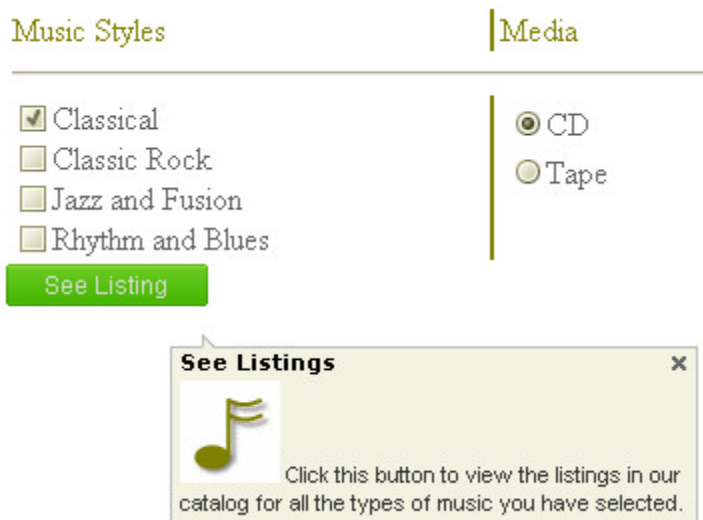 Music Styles
Media
Classical
Classic Rock
Jazz and Fusion
Rhythm and Blues
CD
Tape
See Listing
See Listings
Click this button to view the listings in our
catalog for all the types of music you have selected.